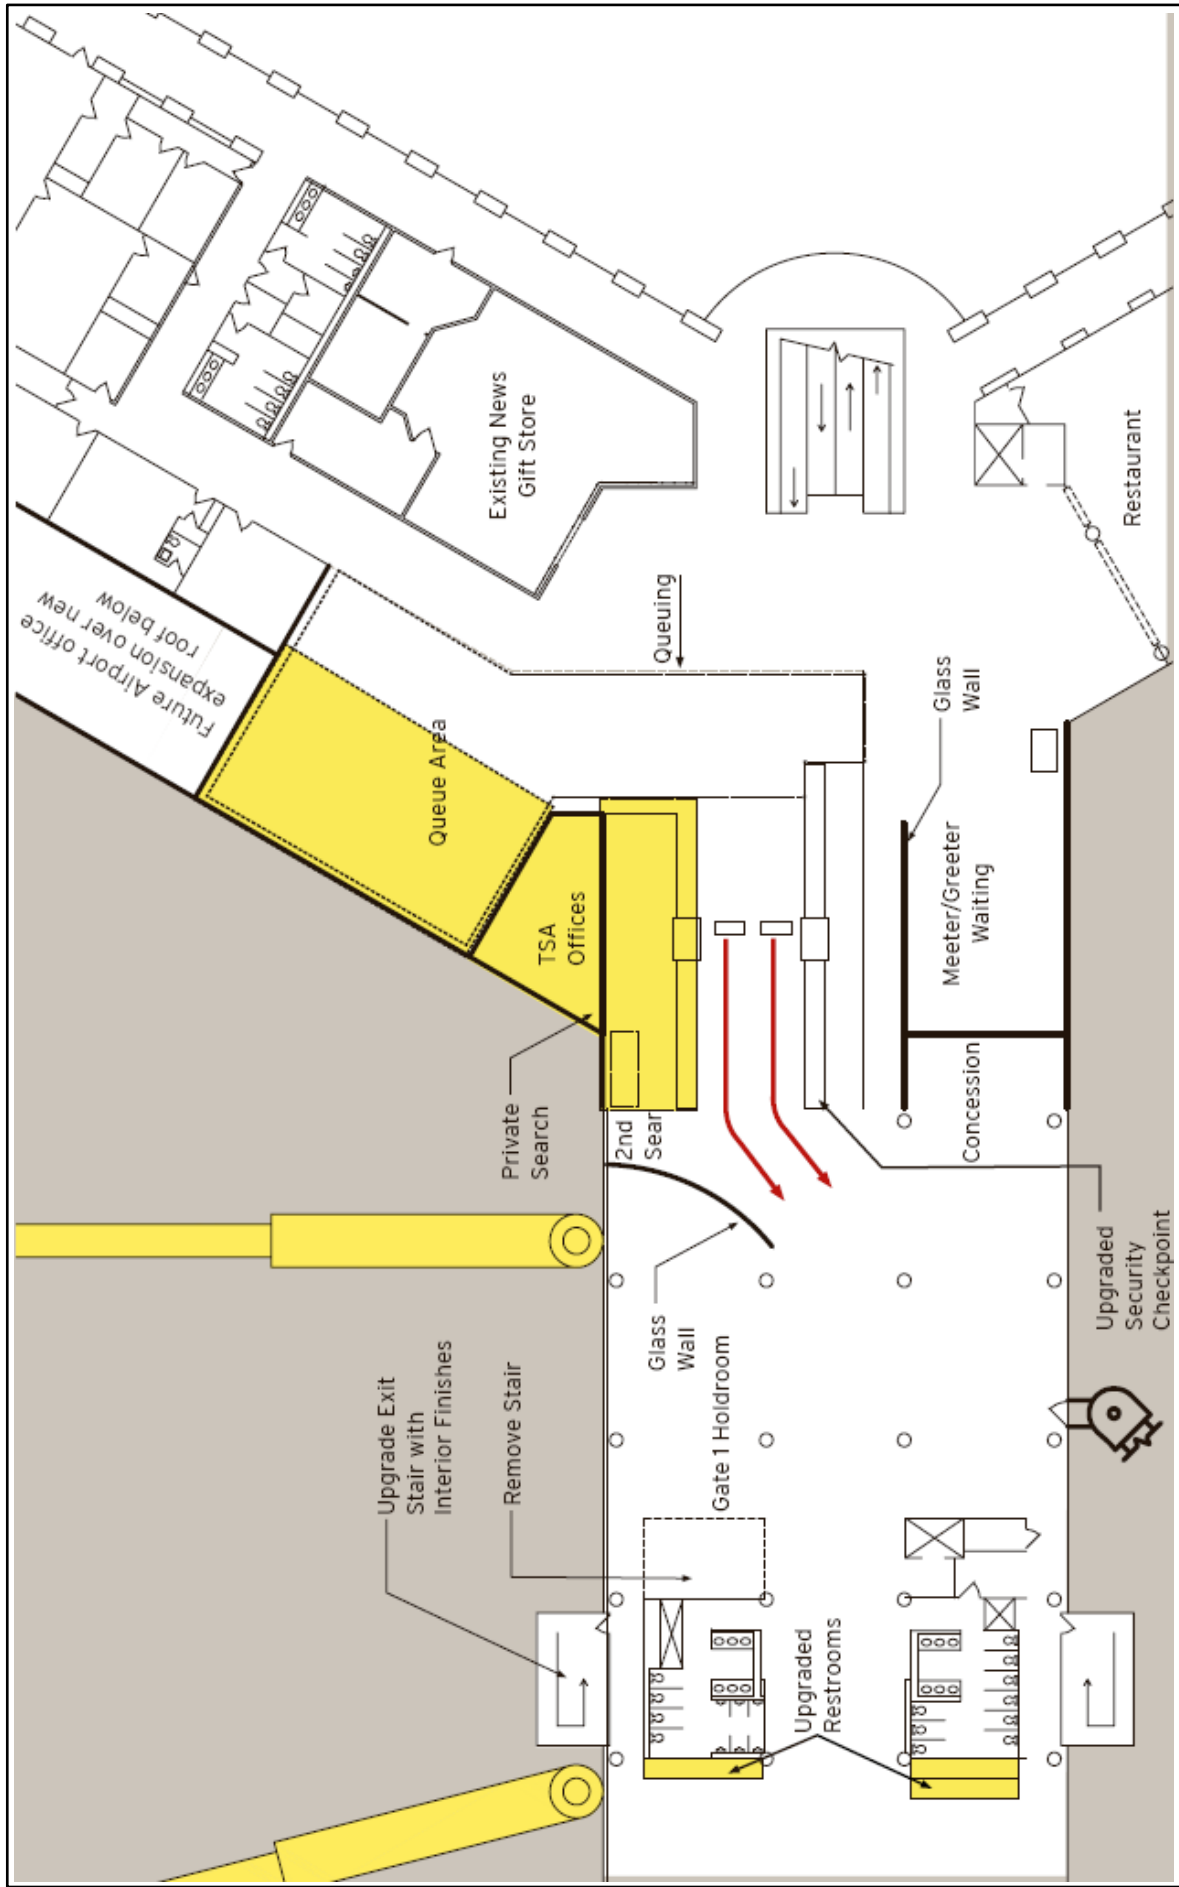 Future Airport office
expansion over new
roof below
Existing News
Gift Store
Queuing
Restaurant
Queue Area
Glass
Wall
TSA
Offices
Meeter/Greeter
Waiting
Private
Search
2nd
Sear
Concession
Glass
Wall
Upgraded
Security
Checkpoint
Upgrade Exit
Stair with
Interior Finishes
Remove Stair
Gate 1 Holdroom
Upgraded
Restrooms